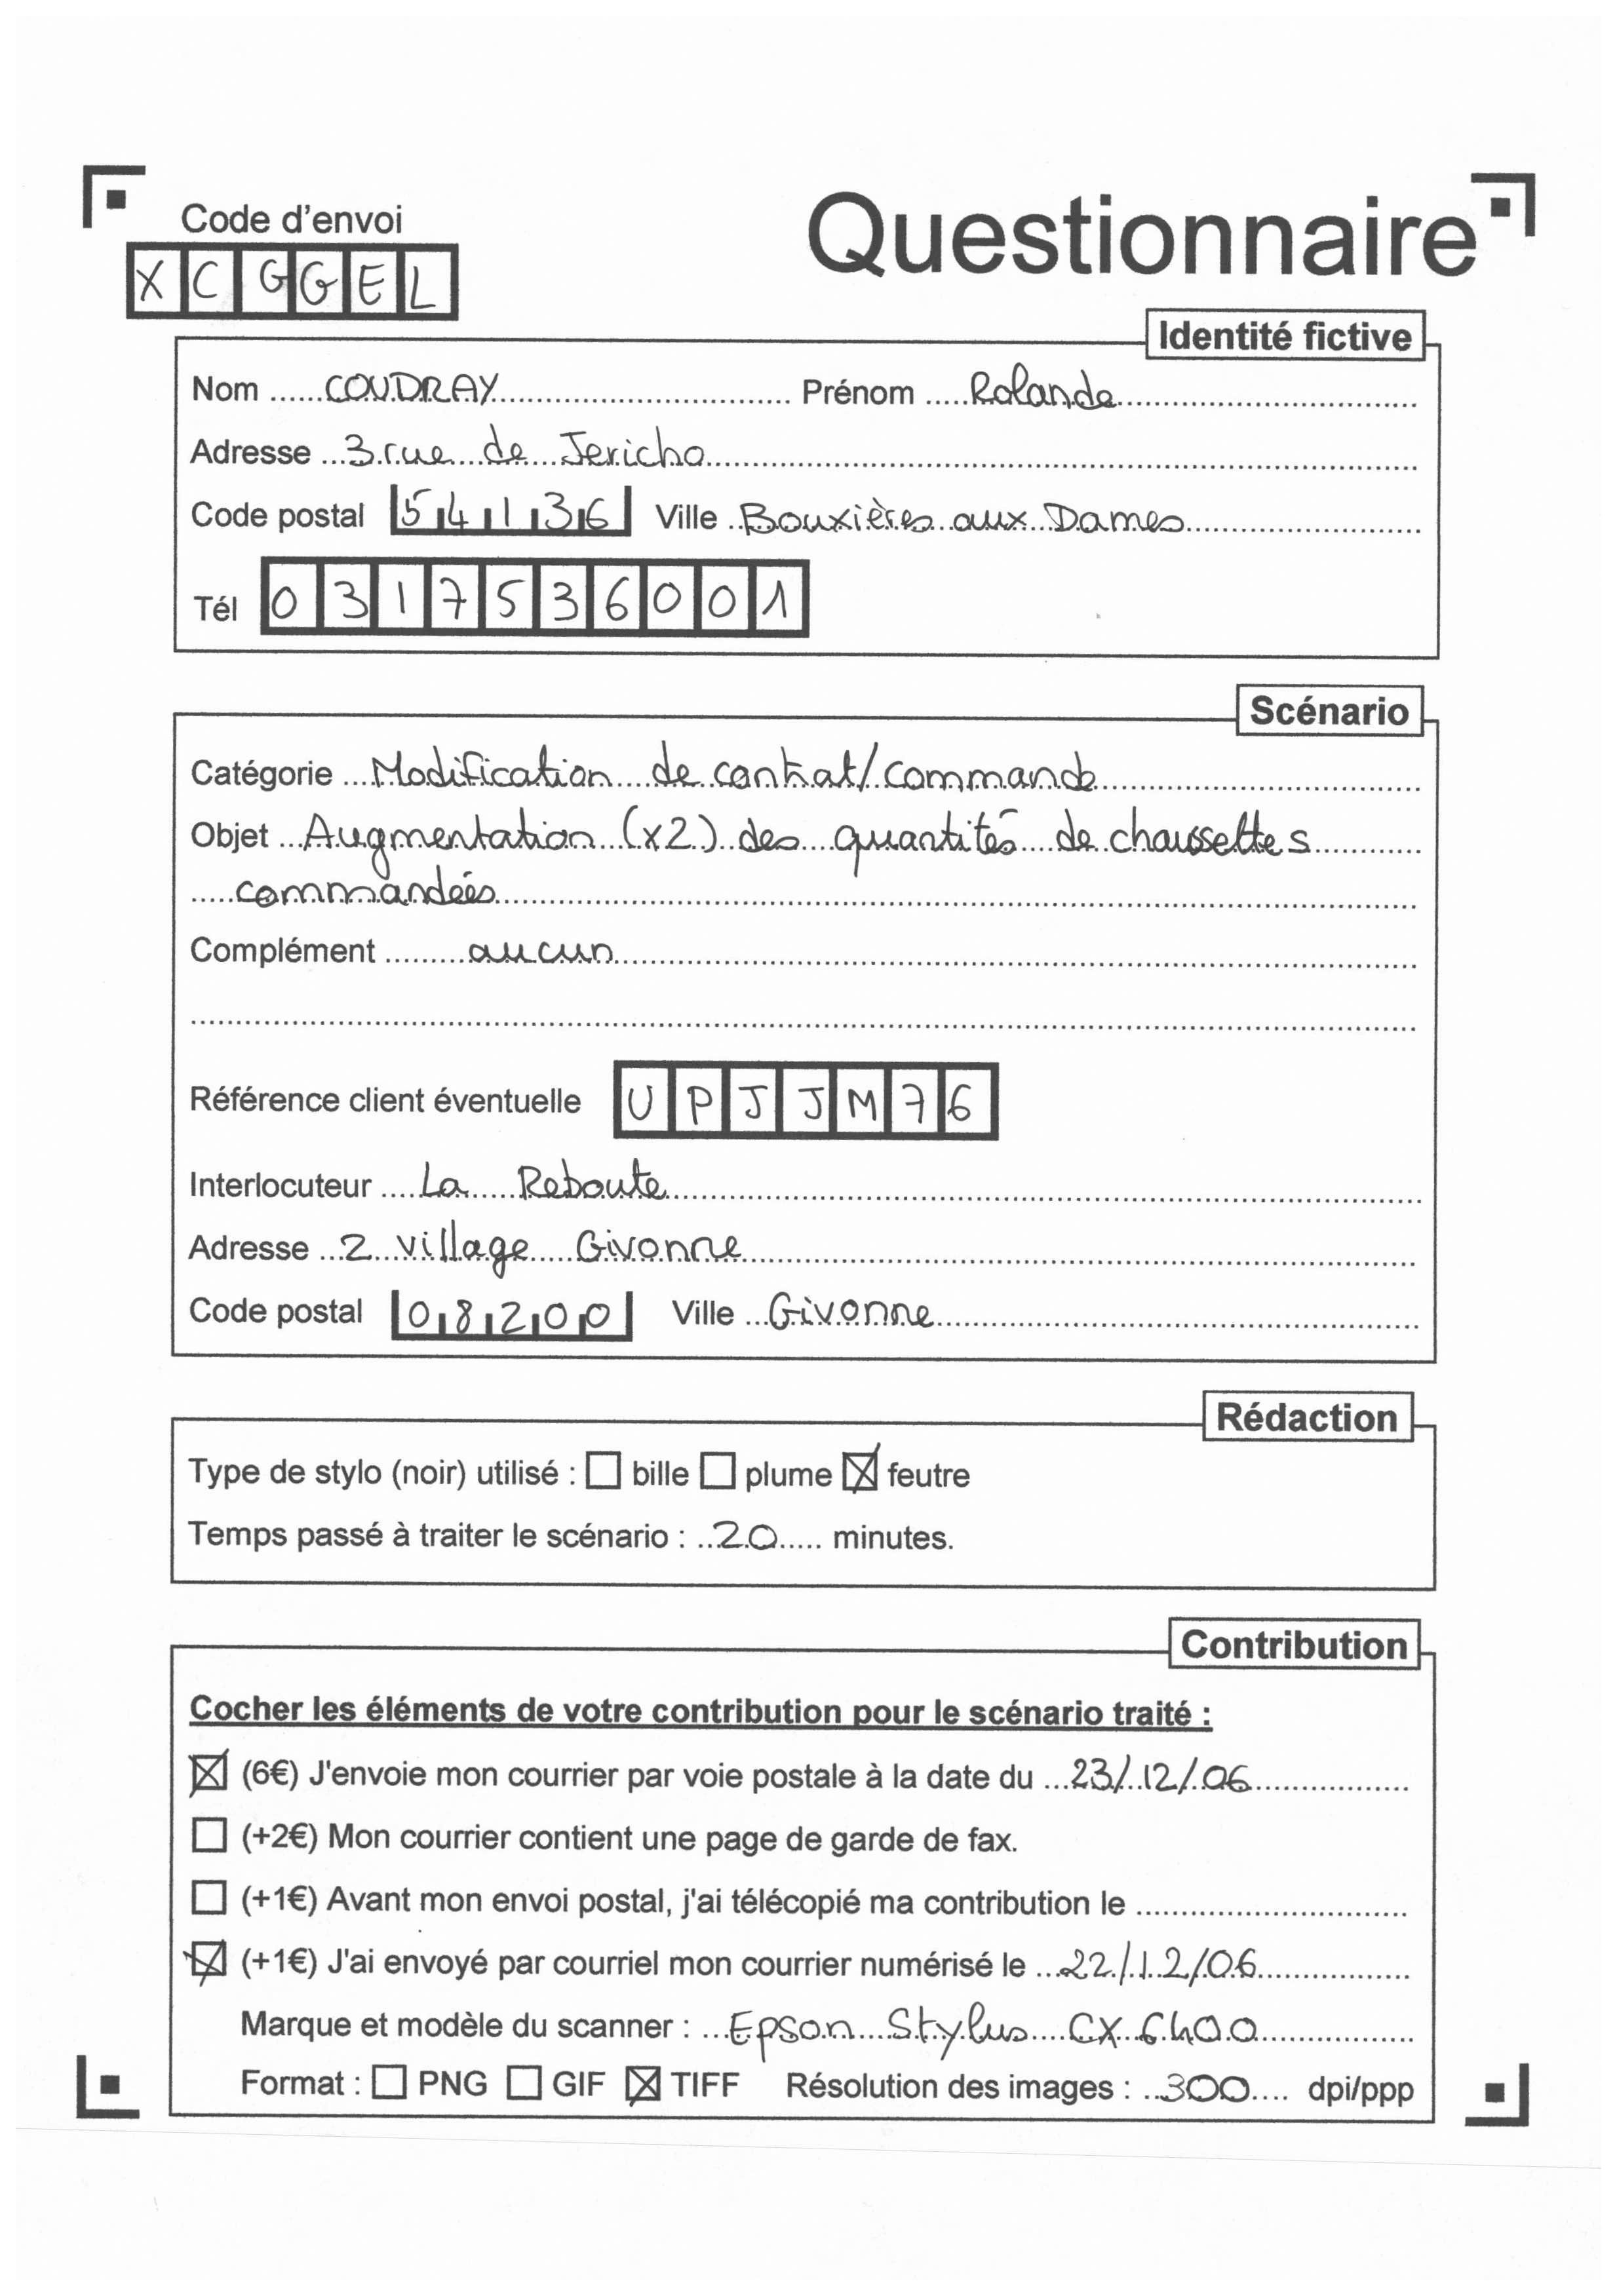 Code d'envoi
Questionnaire
XCGGEL
Identité fictive
Nom ......COUDRAY.............................. Prénom .....Rolande..............................
Adresse ...3 rue de Jericho..............................
Code postal 54136 Ville ..Bouxières aux Dames..............................
Tél 0317536001
Scénario
Catégorie ...Modification de contrat/commande..............................
Objet ...Augmentation (x2) des quantités de chaussettes..............
.....commandées..............................
Complément .........aucun..............................
Référence client éventuelle UPJJM76
Interlocuteur ....La Reboute..............................
Adresse ...2 village Givonne..............................
Code postal 08200 Ville ...Givonne..............................
Rédaction
Type de stylo (noir) utilisé : ☐ bille ☐ plume ☒ feutre
Temps passé à traiter le scénario : ..20..... minutes.
Contribution
Cocher les éléments de votre contribution pour le scénario traité :
☒ (6€) J'envoie mon courrier par voie postale à la date du ...23/12/06..............
☐ (+2€) Mon courrier contient une page de garde de fax.
☐ (+1€) Avant mon envoi postal, j'ai télécopié ma contribution le ..............................
☒ (+1€) J'ai envoyé par courriel mon courrier numérisé le ...22/12/06..............
Marque et modèle du scanner : ...Epson Stylus CX 6400..............
Format : ☐ PNG ☐ GIF ☒ TIFF Résolution des images : ..300.... dpi/ppp